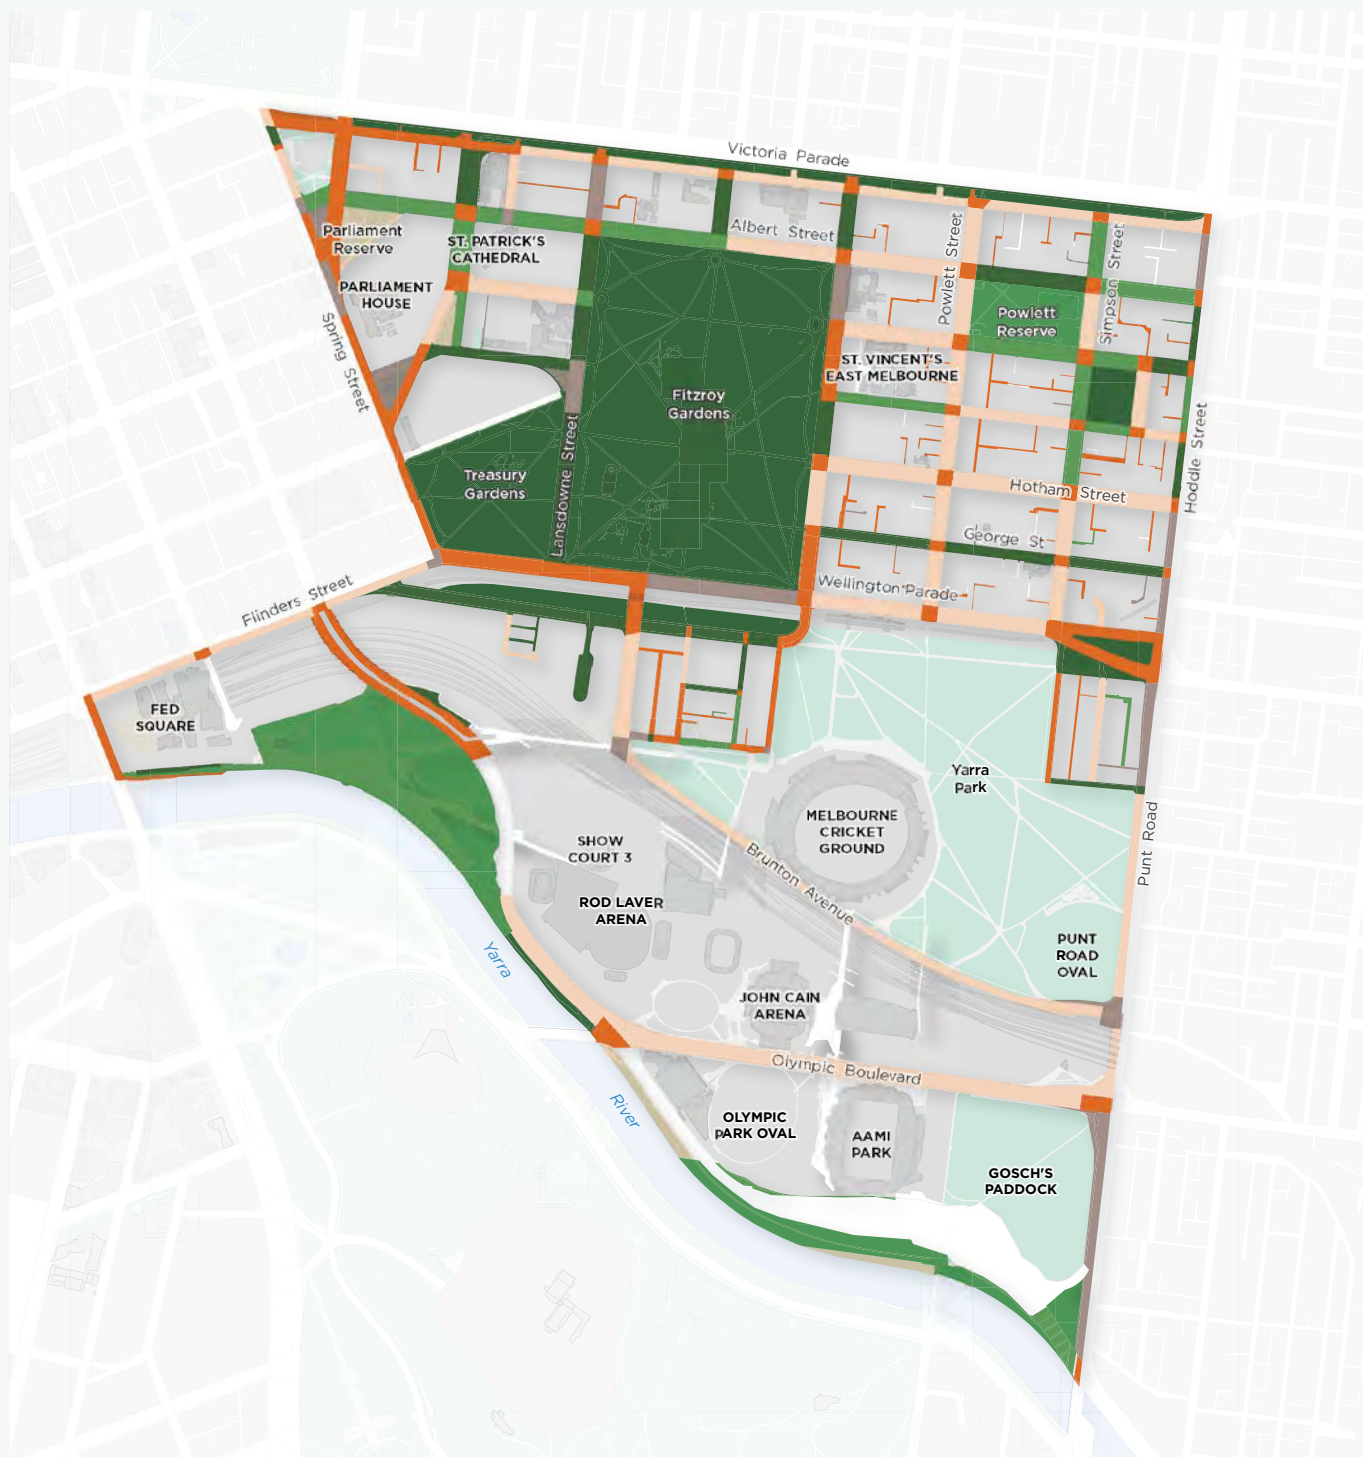 Victoria Parade
Albert Street
Powlett Street
Simpson Street
Parliament
Reserve
ST. PATRICK'S
CATHEDRAL
PARLIAMENT
HOUSE
Powlett
Reserve
Spring Street
ST. VINCENT'S
EAST MELBOURNE
Fitzroy
Gardens
Hoddle Street
Treasury
Gardens
Lansdowne Street
Hotham Street
George St
Flinders Street
Wellington Parade
FED
SQUARE
Yarra
Park
MELBOURNE
CRICKET
GROUND
Punt Road
SHOW
COURT 3
Brunton Avenue
ROD LAVER
ARENA
PUNT
ROAD
OVAL
Yarra
JOHN CAIN
ARENA
Olympic Boulevard
River
OLYMPIC
PARK OVAL
AAMI
PARK
GOSCH'S
PADDOCK